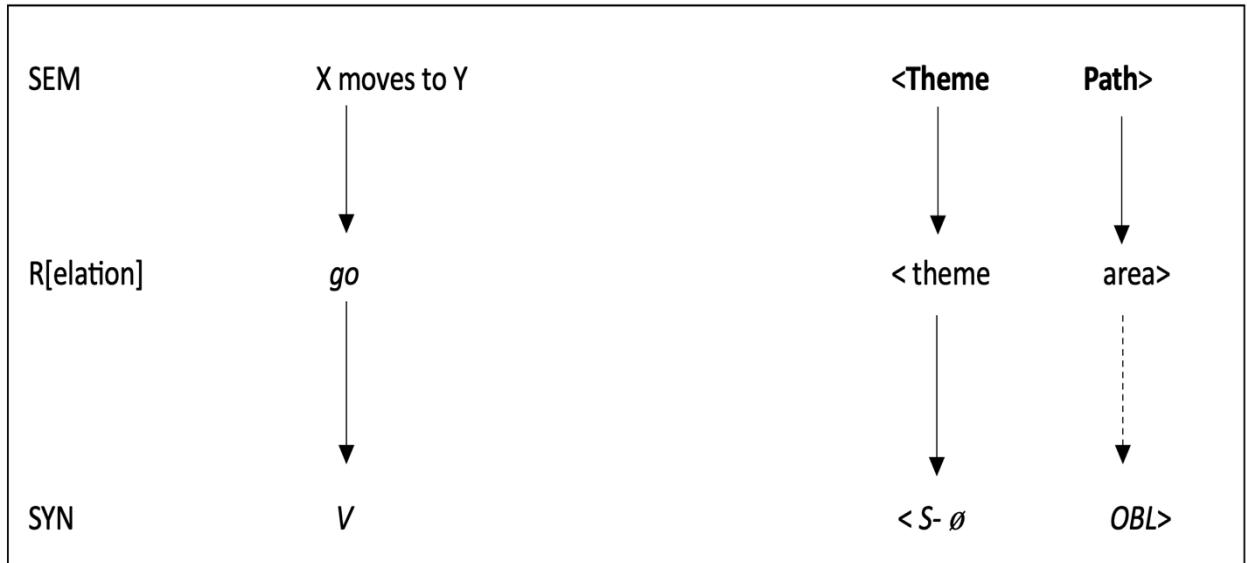 SEM X moves to Y <Theme Path>
R[elation] go < theme area>
SYN V < S- ø OBL>